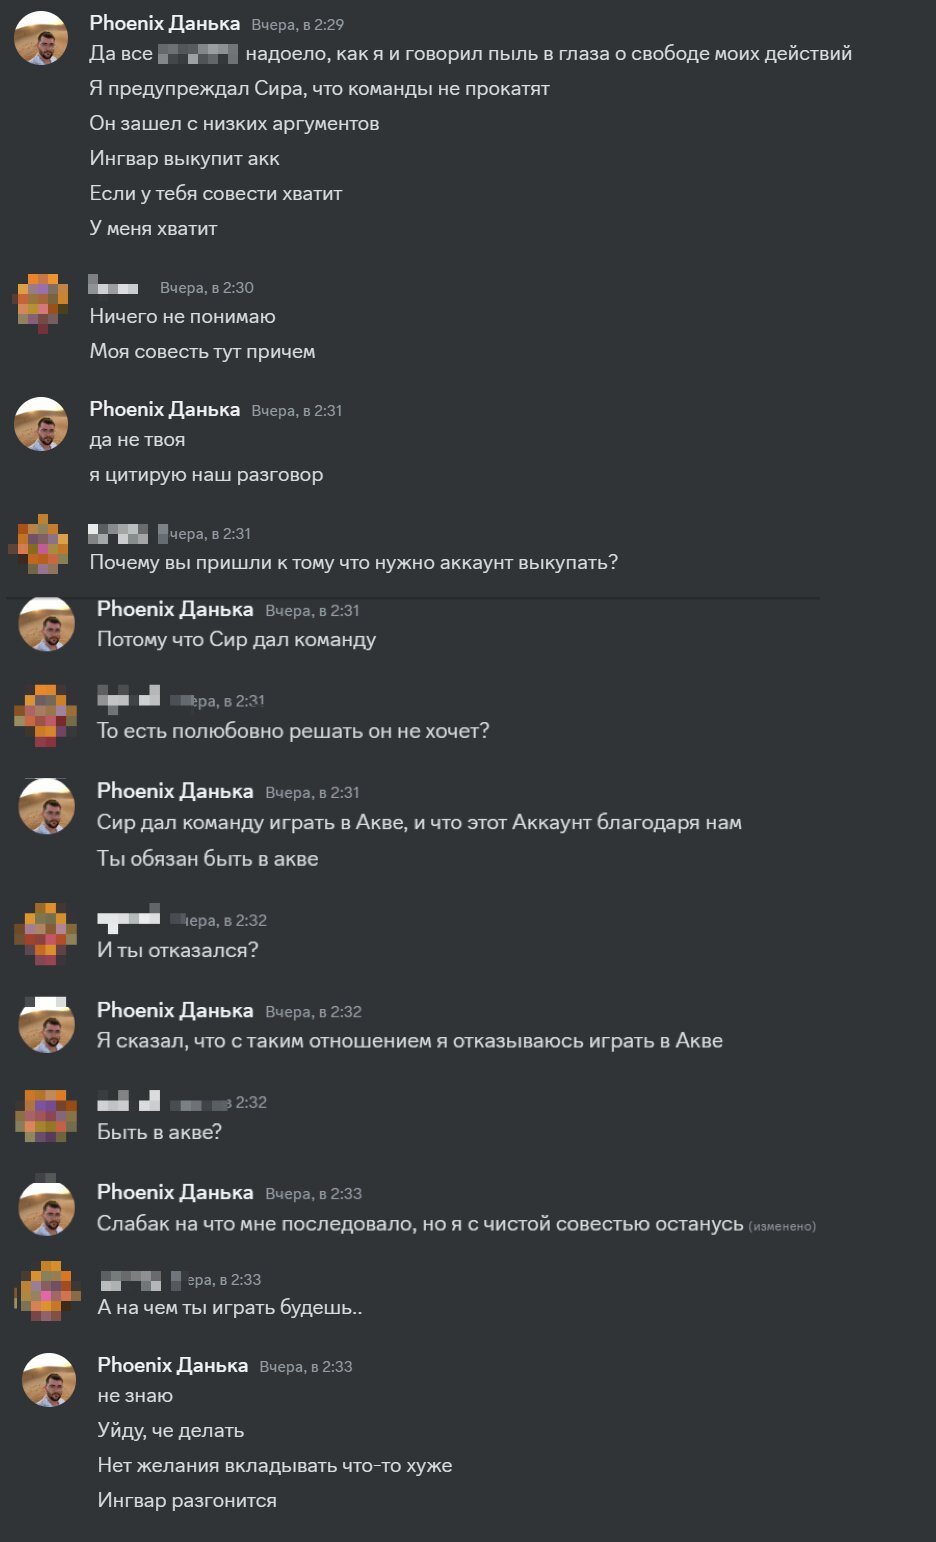 Phoenix Данька Вчера, в 2:29
Да все надоело, как я и говорил пыль в глаза о свободе моих действий
Я предупреждал Сира, что команды не прокатят
Он зашел с низких аргументов
Ингвар выкупит акк
Если у тебя совести хватит
У меня хватит
Вчера, в 2:30
Ничего не понимаю
Моя совесть тут причем
Phoenix Данька Вчера, в 2:31
да не твоя
я цитирую наш разговор
чера, в 2:31
Почему вы пришли к тому что нужно аккаунт выкупать?
Phoenix Данька Вчера, в 2:31
Потому что Сир дал команду
ера, в 2:31
То есть полюбовно решать он не хочет?
Phoenix Данька Вчера, в 2:31
Сир дал команду играть в Акве, и что этот Аккаунт благодаря нам
Ты обязан быть в акве
чера, в 2:32
И ты отказался?
Phoenix Данька Вчера, в 2:32
Я сказал, что с таким отношением я отказываюсь играть в Акве
в 2:32
Быть в акве?
Phoenix Данька Вчера, в 2:33
Слабак на что мне последовало, но я с чистой совестью останусь (изменено)
ера, в 2:33
А на чем ты играть будешь..
Phoenix Данька Вчера, в 2:33
не знаю
Уйду, че делать
Нет желания вкладывать что-то хуже
Ингвар разгонится